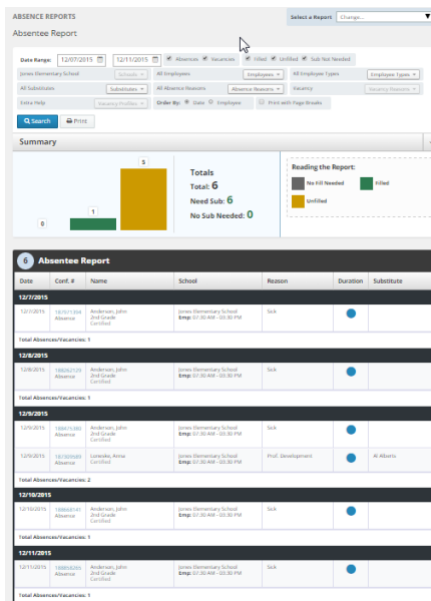 ABSENCE REPORTS
Select a Report Change...
Absentee Report
Date Range: 12/07/2015 12/11/2015 Absences Vacancies Filled Unfilled Sub Not Needed
Jones Elementary School Schools All Employees Employees All Employee Types Employee Types
All Substitutes Substitutes All Absence Reasons Absence Reasons Vacancy Vacancy Reasons
Extra Help Vacancy Profiles Order By: Date Employee Print with Page Breaks
Search Print
Summary
0
1
5
Totals
Total: 6
Need Sub: 6
No Sub Needed: 0
Reading the Report:
No Fill Needed Filled
Unfilled
6 Absentee Report
Date Conf. # Name School Reason Duration Substitute
12/7/2015
12/7/2015 Anderson, John Jones Elementary School Sick
Absence 2nd Grade Emp: 07:30 AM - 03:30 PM
Certified
Total Absences/Vacancies: 1
12/8/2015
12/8/2015 Anderson, John Jones Elementary School Sick
Absence 2nd Grade Emp: 07:30 AM - 03:30 PM
Certified
Total Absences/Vacancies: 1
12/9/2015
12/9/2015 Anderson, John Jones Elementary School Sick
Absence 2nd Grade Emp: 07:30 AM - 03:30 PM
Certified
12/9/2015 Anna Jones Elementary School Prof. Development Al
Absence Certified Emp: 07:30 AM - 03:30 PM
Total Absences/Vacancies: 2
12/10/2015
12/10/2015 Anderson, John Jones Elementary School Sick
Absence 2nd Grade Emp: 07:30 AM - 03:30 PM
Certified
Total Absences/Vacancies: 1
12/11/2015
12/11/2015 Anderson, John Jones Elementary School Sick
Absence 2nd Grade Emp: 07:30 AM - 03:30 PM
Certified
Total Absences/Vacancies: 1